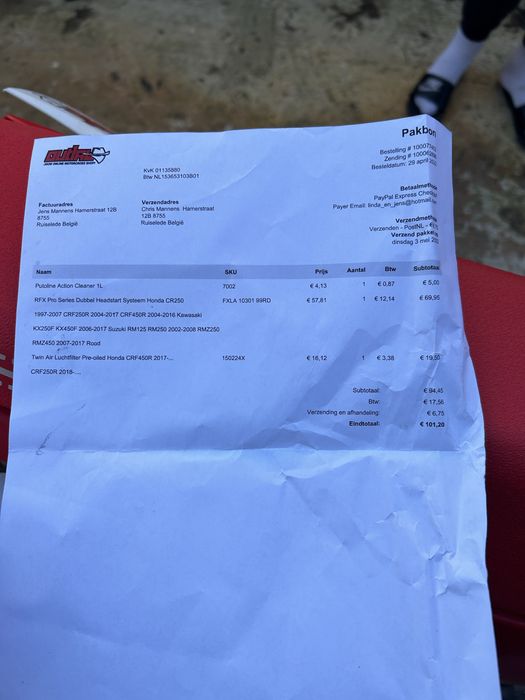 Pakbon
OUDS
JOUW ONLINE MOTORCROSS SHOP!
KvK 01135880
Btw NL153653103B01
Bestelling #
Zending #
Besteldatum: 29 april
Factuuradres
Jens Mannens Hamerstraat 12B
8755
Ruiselede België
Verzendadres
Chris Mannens Hamerstraat
12B 8755
Ruiselede België
Betaalmethode
PayPal Express
Payer Email: linda_en_jens@hotmail.
Verzendmethode
Verzenden - PostNL -
Verzend pakket
dinsdag 3 mei
Naam SKU Prijs Aantal Btw Subtotaal
Putoline Action Cleaner 1L 7002 € 4,13 1 € 0,87 € 5,00
RFX Pro Series Dubbel Headstart Systeem Honda CR250 FXLA 10301 99RD € 57,81 1 € 12,14 € 69,95
1997-2007 CRF250R 2004-2017 CRF450R 2004-2016 Kawasaki
KX250F KX450F 2006-2017 Suzuki RM125 RM250 2002-2008 RMZ250
RMZ450 2007-2017 Rood
Twin Air Luchtfilter Pre-oiled Honda CRF450R 2017-... 150224X € 16,12 1 € 3,38 € 19,50
CRF250R 2018-....
Subtotaal: € 94,45
Btw: € 17,56
Verzending en afhandeling: € 6,75
Eindtotaal: € 101,20